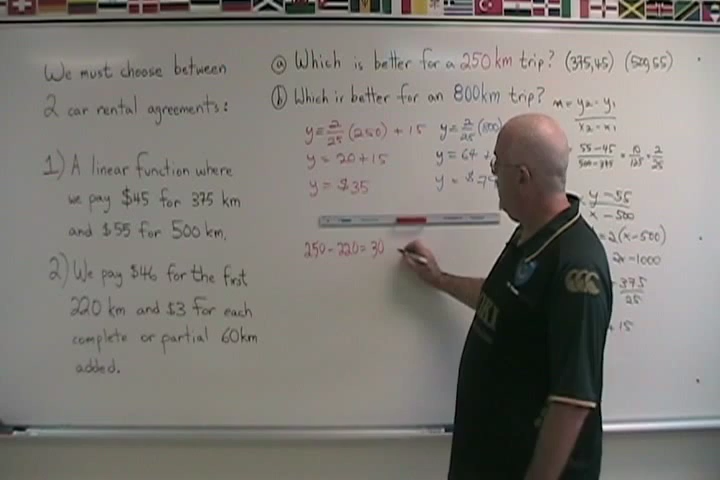 We must choose between
2 car rental agreements:
1) A linear function where
we pay $45 for 375 km
and $55 for 500 km.
2) We pay $46 for the first
220 km and $3 for each
complete or partial 60km
added.
a Which is better for a 250 km trip? (375,45) (500,55)
b Which is better for an 800km trip?
y = 2/25 (250) + 15
y = 20 + 15
y = $35
250 - 220 = 30
y = 2/25 (800)
y = 64
y = $79
m = y2 - y1 / x2 - x1
= 55-45 / 500-375 = 10/125 = 2/25
= y - 55 / x - 500
= 2(x - 500)
2x - 1000
375/25
+ 15